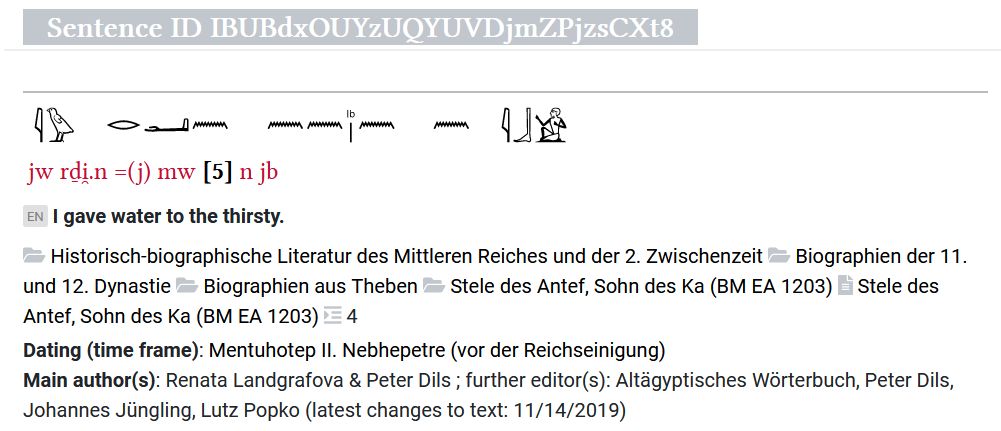 Sentence ID IBUBdxOUYzUQYUVDjmZPjzsCXt8
𓇋𓅱 𓂋𓂞𓈖 𓈖𓈖 lb | 𓈖 𓈖 𓇋𓃀𓀁
jw rḏi̯.n =(j) mw [5] n jb
EN I gave water to the thirsty.
Historisch-biographische Literatur des Mittleren Reiches und der 2. Zwischenzeit Biographien der 11.
und 12. Dynastie Biographien aus Theben Stele des Antef, Sohn des Ka (BM EA 1203) Stele des
Antef, Sohn des Ka (BM EA 1203) 4
Dating (time frame): Mentuhotep II. Nebhepetre (vor der Reichseinigung)
Main author(s): Renata Landgrafova & Peter Dils ; further editor(s): Altägyptisches Wörterbuch, Peter Dils,
Johannes Jüngling, Lutz Popko (latest changes to text: 11/14/2019)